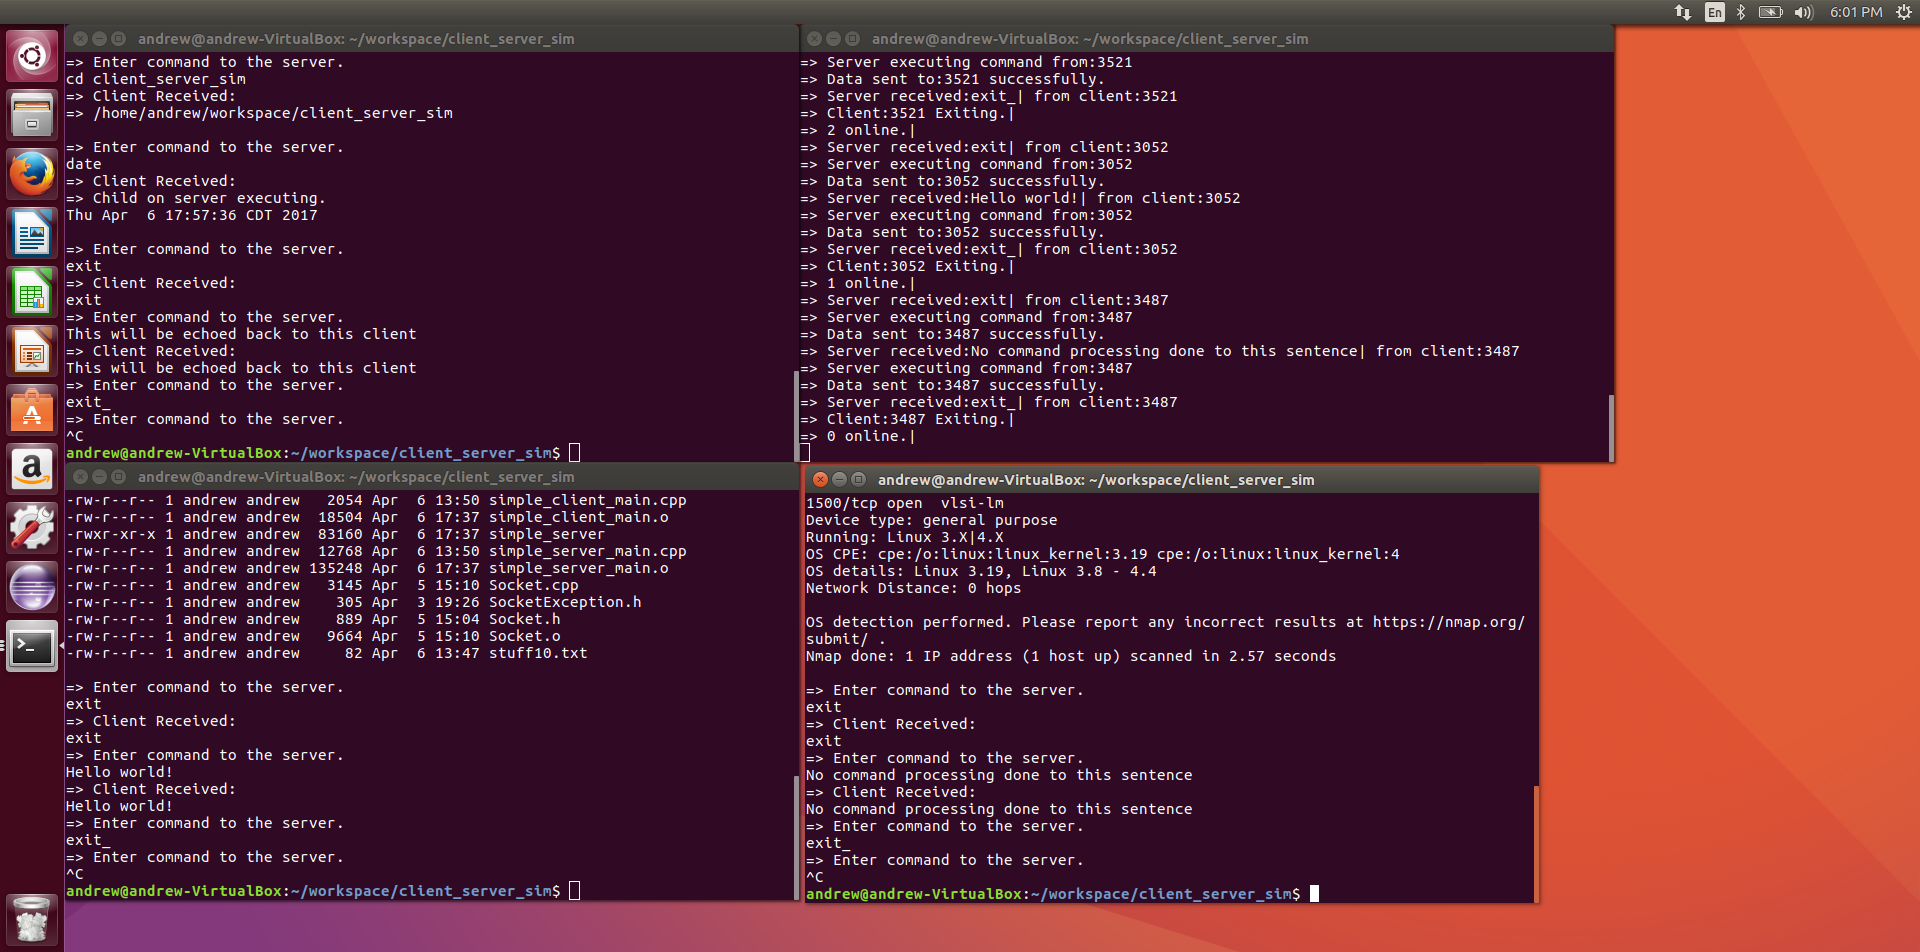 En
6:01 PM
andrew@andrew-VirtualBox: ~/workspace/client_server_sim
=> Enter command to the server.
cd client_server_sim
=> Client Received:
=> /home/andrew/workspace/client_server_sim
=> Enter command to the server.
date
=> Client Received:
=> Child on server executing.
Thu Apr  6 17:57:36 CDT 2017
=> Enter command to the server.
exit
=> Client Received:
exit
=> Enter command to the server.
This will be echoed back to this client
=> Client Received:
This will be echoed back to this client
=> Enter command to the server.
exit_
=> Enter command to the server.
^C
andrew@andrew-VirtualBox:~/workspace/client_server_sim$
andrew@andrew-VirtualBox: ~/workspace/client_server_sim
=> Server executing command from:3521
=> Data sent to:3521 successfully.
=> Server received:exit_| from client:3521
=> Client:3521 Exiting.|
=> 2 online.|
=> Server received:exit| from client:3052
=> Server executing command from:3052
=> Data sent to:3052 successfully.
=> Server received:Hello world!| from client:3052
=> Server executing command from:3052
=> Data sent to:3052 successfully.
=> Server received:exit_| from client:3052
=> Client:3052 Exiting.|
=> 1 online.|
=> Server received:exit| from client:3487
=> Server executing command from:3487
=> Data sent to:3487 successfully.
=> Server received:No command processing done to this sentence| from client:3487
=> Server executing command from:3487
=> Data sent to:3487 successfully.
=> Server received:exit_| from client:3487
=> Client:3487 Exiting.|
=> 0 online.|
andrew@andrew-VirtualBox: ~/workspace/client_server_sim
-rw-r--r-- 1 andrew andrew   2054 Apr  6 13:50 simple_client_main.cpp
-rw-r--r-- 1 andrew andrew  18504 Apr  6 17:37 simple_client_main.o
-rwxr-xr-x 1 andrew andrew  83160 Apr  6 17:37 simple_server
-rw-r--r-- 1 andrew andrew  12768 Apr  6 13:50 simple_server_main.cpp
-rw-r--r-- 1 andrew andrew 135248 Apr  6 17:37 simple_server_main.o
-rw-r--r-- 1 andrew andrew   3145 Apr  5 15:10 Socket.cpp
-rw-r--r-- 1 andrew andrew    305 Apr  3 19:26 SocketException.h
-rw-r--r-- 1 andrew andrew    889 Apr  5 15:04 Socket.h
-rw-r--r-- 1 andrew andrew   9664 Apr  5 15:10 Socket.o
-rw-r--r-- 1 andrew andrew     82 Apr  6 13:47 stuff10.txt
=> Enter command to the server.
exit
=> Client Received:
exit
=> Enter command to the server.
Hello world!
=> Client Received:
Hello world!
=> Enter command to the server.
exit_
=> Enter command to the server.
^C
andrew@andrew-VirtualBox:~/workspace/client_server_sim$
andrew@andrew-VirtualBox: ~/workspace/client_server_sim
1500/tcp open  vlsi-lm
Device type: general purpose
Running: Linux 3.X|4.X
OS CPE: cpe:/o:linux:linux_kernel:3.19 cpe:/o:linux:linux_kernel:4
OS details: Linux 3.19, Linux 3.8 - 4.4
Network Distance: 0 hops
OS detection performed. Please report any incorrect results at https://nmap.org/
submit/ .
Nmap done: 1 IP address (1 host up) scanned in 2.57 seconds
=> Enter command to the server.
exit
=> Client Received:
exit
=> Enter command to the server.
No command processing done to this sentence
=> Client Received:
No command processing done to this sentence
=> Enter command to the server.
exit_
=> Enter command to the server.
^C
andrew@andrew-VirtualBox:~/workspace/client_server_sim$